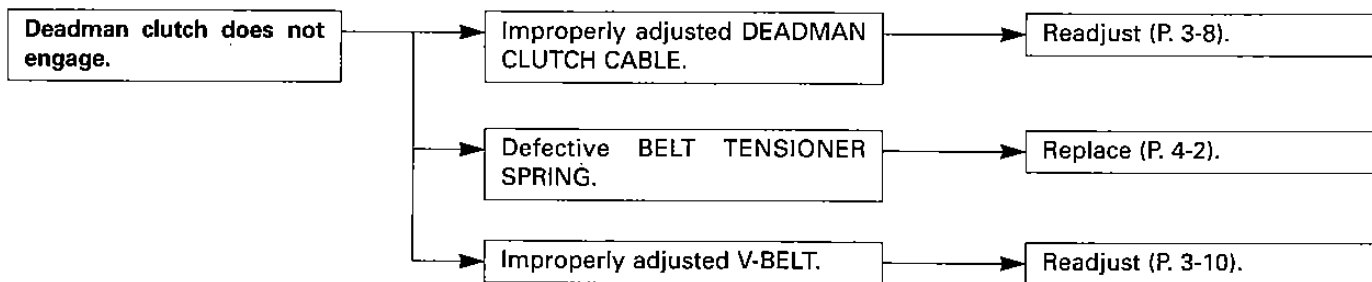 Deadman clutch does not
engage.
Improperly adjusted DEADMAN
CLUTCH CABLE.
Readjust (P. 3-8).
Defective BELT TENSIONER
SPRING.
Replace (P. 4-2).
Improperly adjusted V-BELT.
Readjust (P. 3-10).